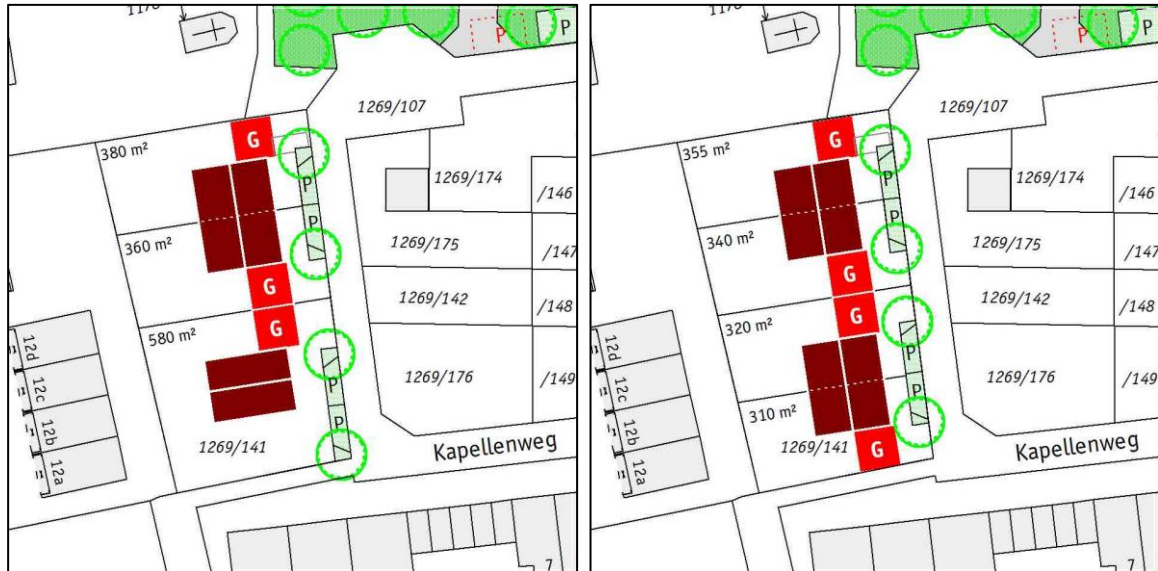 P
P
1269/107
380 m²
G
1269/174
/146
P
P
360 m²
1269/175
/147
G
1269/142
/148
580 m²
G
12d
12c
12b
12a
P
P
1269/176
/149
1269/141
Kapellenweg
7
P
P
1269/107
355 m²
G
1269/174
/146
P
P
340 m²
1269/175
/147
G
1269/142
/148
320 m²
G
12d
12c
12b
12a
P
P
1269/176
/149
310 m²
1269/141
G
Kapellenweg
7